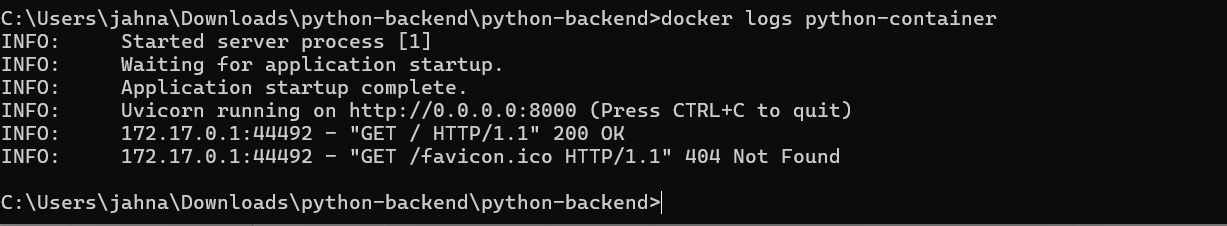 C:\Users\jahna\Downloads\python-backend\python-backend>docker logs python-container
INFO:     Started server process [1]
INFO:     Waiting for application startup.
INFO:     Application startup complete.
INFO:     Uvicorn running on http://0.0.0.0:8000 (Press CTRL+C to quit)
INFO:     172.17.0.1:44492 - "GET / HTTP/1.1" 200 OK
INFO:     172.17.0.1:44492 - "GET /favicon.ico HTTP/1.1" 404 Not Found
C:\Users\jahna\Downloads\python-backend\python-backend>